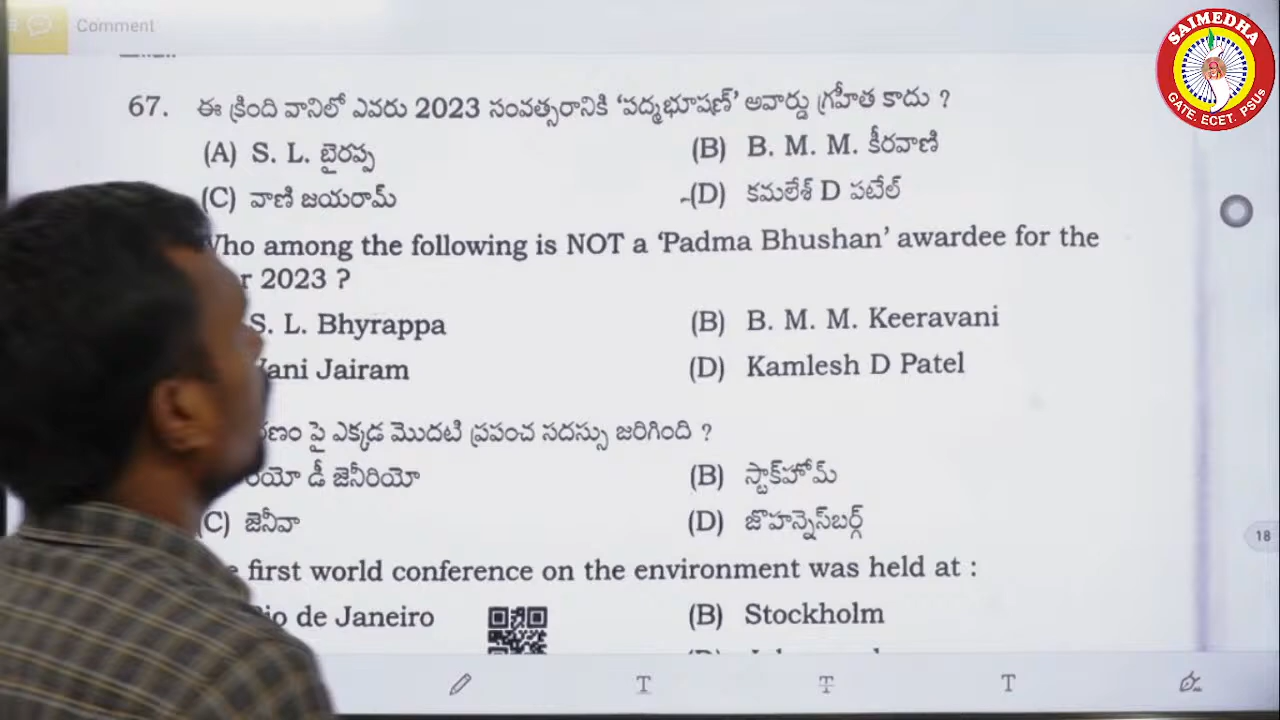 Comment
SAIMEDHA
GATE. ECET. PSUs
67. ఈ క్రింది వానిలో ఎవరు 2023 సంవత్సరానికి ‘పద్మభూషణ్’ అవార్డు గ్రహీత కాదు ?
(A) S. L. బైరప్ప (B) B. M. M. కీరవాణి
(C) వాణి జయరామ్ (D) కమలేశ్ D పటేల్
Who among the following is NOT a ‘Padma Bhushan’ awardee for the
2023 ?
S. L. Bhyrappa (B) B. M. M. Keeravani
Vani Jairam (D) Kamlesh D Patel
పై ఎక్కడ మొదటి ప్రపంచ సదస్సు జరిగింది ?
రియో డీ జెనీరియో (B) స్టాక్‌హోమ్
(C) జెనీవా (D) జొహన్నెస్‌బర్గ్
18
first world conference on the environment was held at :
Rio de Janeiro (B) Stockholm
T T T